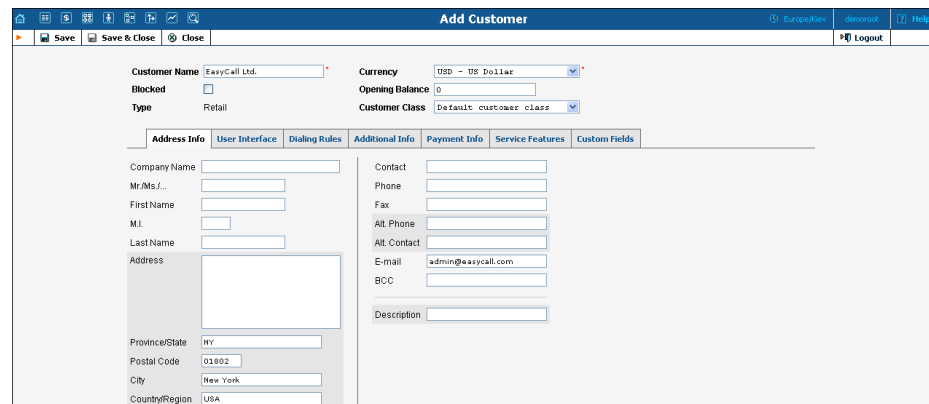 Add Customer Europe/Kiev demoroot ? Help
Save Save & Close Close Logout
Customer Name EasyCall Ltd. * Currency USD - US Dollar *
Blocked Opening Balance 0
Type Retail Customer Class Default customer class
Address Info User Interface Dialing Rules Additional Info Payment Info Service Features Custom Fields
Company Name Contact
Mr./Ms./... Phone
First Name Fax
M.I. Alt. Phone
Last Name Alt. Contact
Address E-mail admin@easycall.com
BCC
Description
Province/State NY
Postal Code 01802
City New York
Country/Region USA